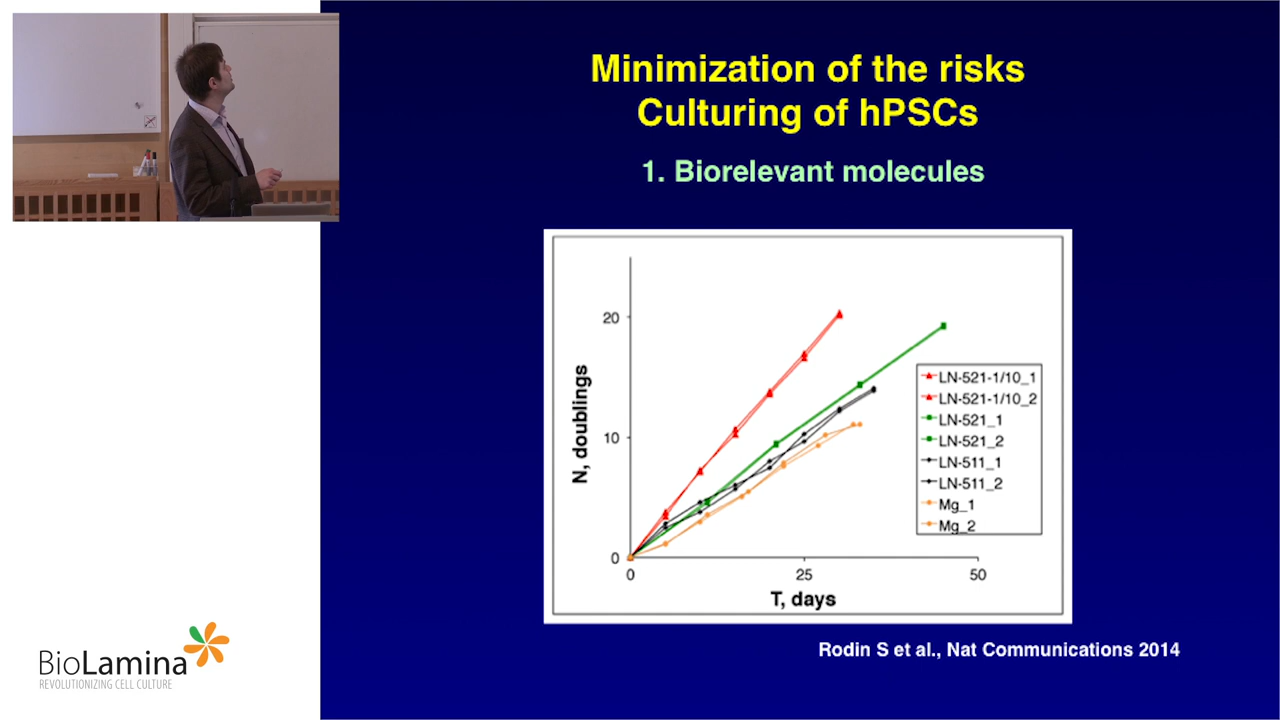 Minimization of the risks
Culturing of hPSCs
1. Biorelevant molecules
20
10
0
N, doublings
0
25
50
T, days
LN-521-1/10_1
LN-521-1/10_2
LN-521_1
LN-521_2
LN-511_1
LN-511_2
Mg_1
Mg_2
Rodin S et al., Nat Communications 2014
BioLamina
REVOLUTIONIZING CELL CULTURE